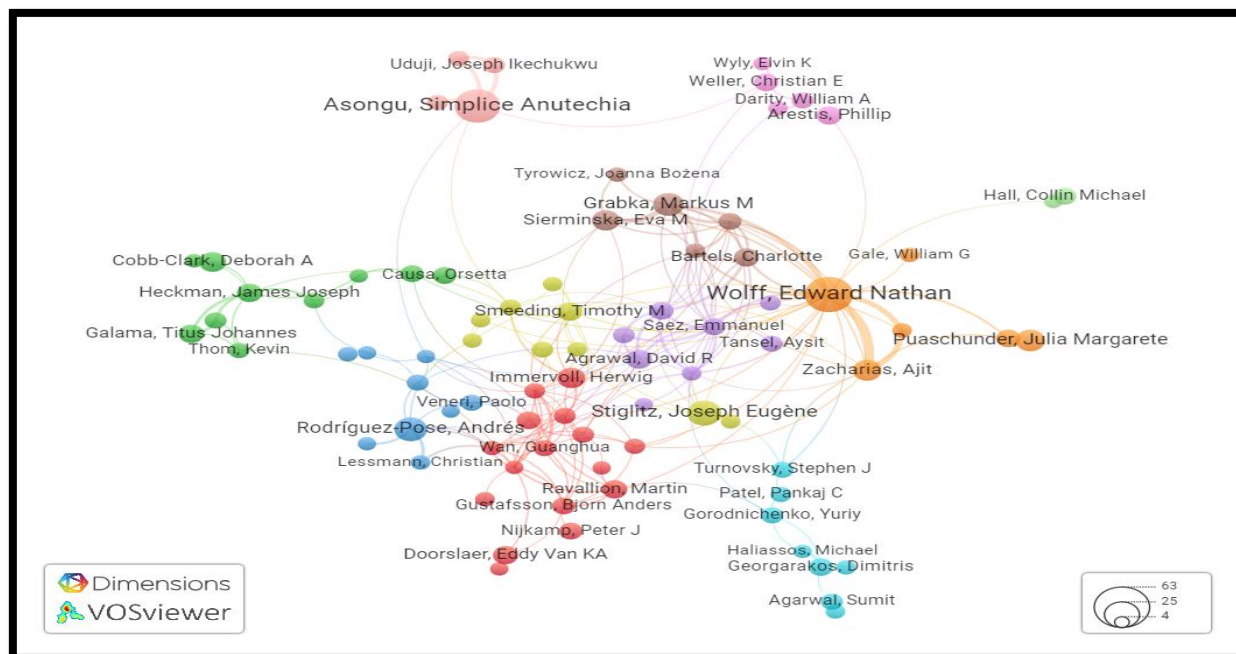 Uduji, Joseph Ikechukwu
Asongu, Simplice Anutechia
Wyly, Elvin K
Weller, Christian E
Darity, William A
Arestis, Phillip
Tyrowicz, Joanna Bożena
Grabka, Markus M
Sierminska, Eva M
Hall, Collin Michael
Cobb-Clark, Deborah A
Causa, Orsetta
Bartels, Charlotte
Gale, William G
Heckman, James Joseph
Wolff, Edward Nathan
Smeeding, Timothy M
Saez, Emmanuel
Galama, Titus Johannes
Tansel, Aysit
Puaschunder, Julia Margarete
Thom, Kevin
Agrawal, David R
Zacharias, Ajit
Immervoll, Herwig
Veneri, Paolo
Stiglitz, Joseph Eugène
Rodríguez-Pose, Andrés
Wan, Guanghua
Lessmann, Christian
Turnovsky, Stephen J
Ravallion, Martin
Patel, Pankaj C
Gustafsson, Bjorn Anders
Gorodnichenko, Yuriy
Nijkamp, Peter J
Doorslaer, Eddy Van KA
Haliassos, Michael
Georgarakos, Dimitris
Agarwal, Sumit
Dimensions
VOSviewer
63
25
4